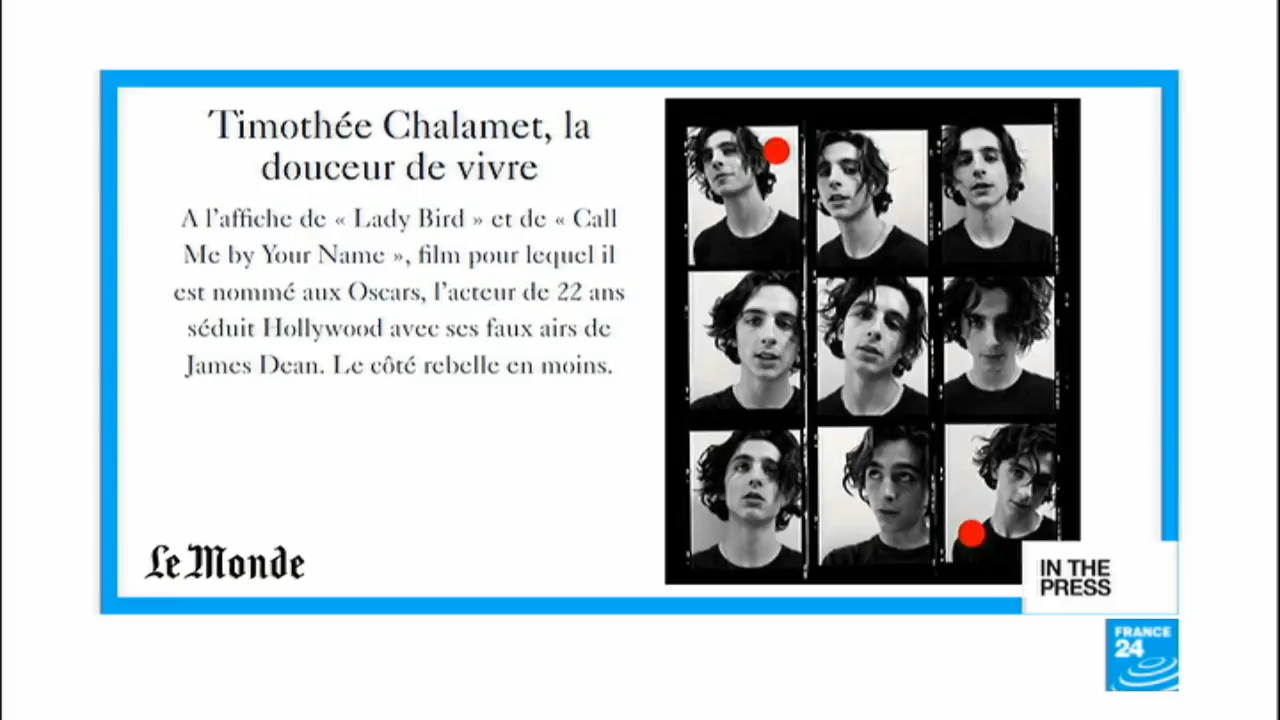 Timothée Chalamet, la
douceur de vivre
A l'affiche de « Lady Bird » et de « Call
Me by Your Name », film pour lequel il
est nommé aux Oscars, l'acteur de 22 ans
séduit Hollywood avec ses faux airs de
James Dean. Le côté rebelle en moins.
Le Monde
IN THE
PRESS
FRANCE
24